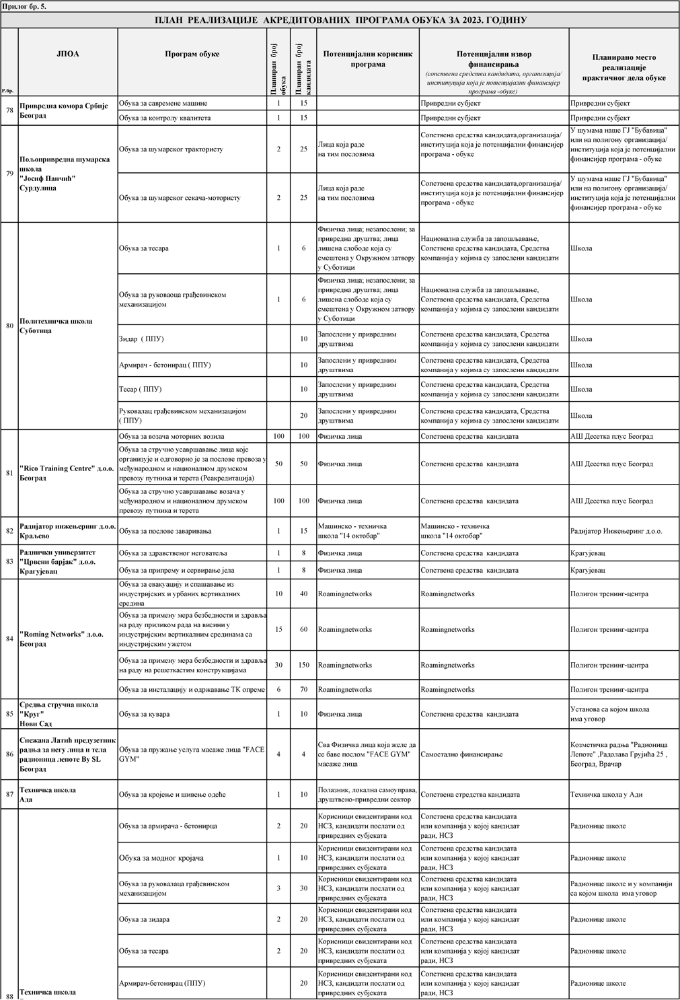 Прилог бр. 5.
ПЛАН РЕАЛИЗАЦИЈЕ АКРЕДИТОВАНИХ ПРОГРАМА ОБУКА ЗА 2023. ГОДИНУ
Р.бр.
ЈПОА
Програм обуке
Планиран број
обука
Планиран број
кандидата
Потенцијални корисник
програма
Потенцијални извор
финансирања
(сопствена средства кандидата, организација/
институција која је потенцијални финансијер
програма -обуке)
Планирано место
реализације
практичног дела обуке
78
Привредна комора Србије
Београд
Обука за савремене машине
1
15
Привредни субјект
Привредни субјект
Обука за контролу квалитета
1
15
Привредни субјект
Привредни субјект
79
Пољопривредна шумарска
школа
"Јосиф Панчић"
Сурдулица
Обука за шумарског трактористу
2
25
Лица која раде
на тим пословима
Сопствена средства кандидата,организација/
институција која је потенцијални финансијер
програма - обуке
У шумама наше ГЈ "Бубавица"
или на полигону организација/
институција која је потенцијални
финансијер програма - обуке
Обука за шумарског секача-мотористу
2
25
Лица која раде
на тим пословима
Сопствена средства кандидата,организација/
институција која је потенцијални финансијер
програма - обуке
У шумама наше ГЈ "Бубавица"
или на полигону организација/
институција која је потенцијални
финансијер програма - обуке
80
Политехничка школа
Суботица
Обука за тесара
1
6
Физичка лица; незапослени; за
привредна друштва; лица
лишена слободе која су
смештена у Окружном затвору
у Суботици
Национална служба за запошљавање,
Сопствена средства кандидата, Средства
компанија у којима су запослени кандидати
Школа
Обука за руковаоца грађевинском
механизацијом
1
6
Физичка лица; незапослени; за
привредна друштва; лица
лишена слободе која су
смештена у Окружном затвору
у Суботици
Национална служба за запошљавање,
Сопствена средства кандидата, Средства
компанија у којима су запослени кандидати
Школа
Зидар ( ППУ)
10
Запослени у привредним
друштвима
Сопствена средства кандидата, Средства
компанија у којима су запослени кандидати
Школа
Армирач - бетонирац ( ППУ)
10
Запослени у привредним
друштвима
Сопствена средства кандидата, Средства
компанија у којима су запослени кандидати
Школа
Тесар ( ППУ)
10
Запослени у привредним
друштвима
Сопствена средства кандидата, Средства
компанија у којима су запослени кандидати
Школа
Руковалац грађевинском механизацијом
( ППУ)
20
Запослени у привредним
друштвима
Сопствена средства кандидата, Средства
компанија у којима су запослени кандидати
Школа
81
"Rico Training Centre" д.о.о.
Београд
Обука за возача моторних возила
100
100
Физичка лица
Сопствена средства кандидата
АШ Десетка плус Београд
Обука за стручно усавршавање лица које
организује и одговорно је за послове превоза у
међународном и националном друмском
превозу путника и терета (Реакредитација)
50
50
Физичка лица
Сопствена средства кандидата
АШ Десетка плус Београд
Обука за стручно усавршавање возача у
међународном и националном друмском
превозу путника и терета
100
100
Физичка лица
Сопствена средства кандидата
АШ Десетка плус Београд
82
Радијатор инжењеринг д.о.о.
Краљево
Обука за послове заваривања
1
15
Машинско - техничка
школа "14 октобар"
Машинско - техничка
школа "14 октобар"
Радијатор Инжењеринг д.о.о.
83
Раднички универзитет
"Црвени барјак" д.о.о.
Крагујевац
Обука за здравственог неговатеља
1
8
Физичка лица
Сопствена средства кандидата
Крагујевац
Обука за припрему и сервирање јела
1
8
Физичка лица
Сопствена средства кандидата
Крагујевац
84
"Roming Networks" д.о.о.
Београд
Обука за евакуацију и спашавање из
индустријских и урбаних вертикалних
средина
10
40
Roamingnetworks
Roamingnetworks
Полигон тренинг-центра
Обука за примену мера безбедности и здравља
на раду приликом рада на висини у
индустријским вертикалним срединама са
индустријским ужетом
15
60
Roamingnetworks
Roamingnetworks
Полигон тренинг-центра
Обука за примену мера безбедности и здравља
на раду на решеткастим конструкцијама
30
150
Roamingnetworks
Roamingnetworks
Полигон тренинг-центра
Обука за инсталацију и одржавање ТК опреме
6
70
Roamingnetworks
Roamingnetworks
Полигон тренинг-центра
85
Средња стручна школа
"Круг"
Нови Сад
Обука за кувара
1
10
Физичка лица
Сопствена средства кандидата
Установа са којом школа
има уговор
86
Снежана Латић предузетник
радња за негу лица и тела
радионица лепоте By SL
Београд
Обука за пружање услуга масаже лица "FACE
GYM"
4
4
Сва Физичка лица која желе да
се баве послом "FACE GYM"
масаже лица
Самостално финансирање
Козметичка радња "Радионица
Лепоте" ,Радолава Грујића 25 ,
Београд, Врачар
87
Техничка школа
Ада
Обука за кројење и шивење одеће
1
10
Полазник, локална самоуправа,
друштвено-привредни сектор
Сопствена стредства кандидата
Техничка школа у Ади
88
Техничка школа
Обука за армирача - бетонирца
2
20
Корисници евидентирани код
НСЗ, кандидати послати од
привредних субјеката
Сопствена средства кандидата
или компанија у којој кандидат
ради, НСЗ
Радионице школе
Обука за модног кројача
1
10
Корисници евидентирани код
НСЗ, кандидати послати од
привредних субјеката
Сопствена средства кандидата
или компанија у којој кандидат
ради, НСЗ
Радионице школе
Обука за руковалаца грађевинском
механизацијом
3
30
Корисници евидентирани код
НСЗ, кандидати послати од
привредних субјеката
Сопствена средства кандидата
или компанија у којој кандидат
ради, НСЗ
Радионице школе и у компанији
са којом школа има уговор
Обука за зидара
2
20
Корисници евидентирани код
НСЗ, кандидати послати од
привредних субјеката
Сопствена средства кандидата
или компанија у којој кандидат
ради, НСЗ
Радионице школе
Обука за тесара
2
20
Корисници евидентирани код
НСЗ, кандидати послати од
привредних субјеката
Сопствена средства кандидата
или компанија у којој кандидат
ради, НСЗ
Радионице школе
Армирач-бетонирац (ППУ)
20
Корисници евидентирани код
НСЗ, кандидати послати од
привредних субјеката
Сопствена средства кандидата
или компанија у којој кандидат
ради, НСЗ
Радионице школе